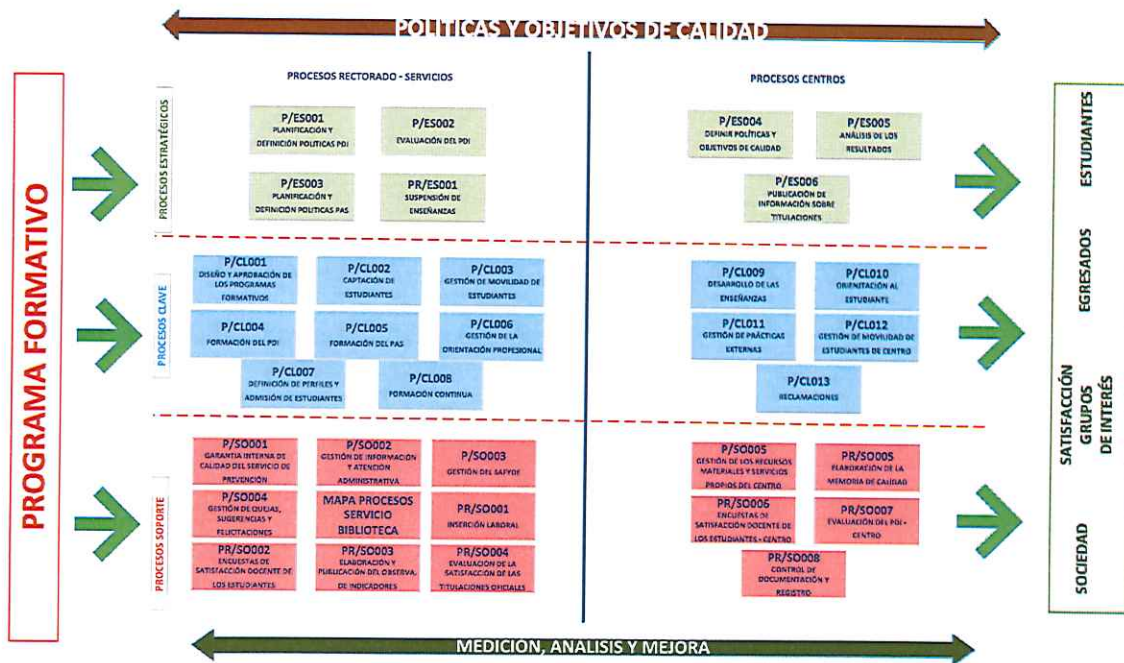 POLÍTICAS Y OBJETIVOS DE CALIDAD
PROGRAMA FORMATIVO
PROCESOS RECTORADO - SERVICIOS
PROCESOS CENTROS
PROCESOS ESTRATÉGICOS
P/ES001
PLANIFICACIÓN Y
DEFINICIÓN POLITICAS PDI
P/ES002
EVALUACIÓN DEL PDI
P/ES003
PLANIFICACIÓN Y
DEFINICIÓN POLITICAS PAS
PR/ES001
SUSPENSIÓN DE
ENSEÑANZAS
P/ES004
DEFINIR POLÍTICAS Y
OBJETIVOS DE CALIDAD
P/ES005
ANÁLISIS DE LOS
RESULTADOS
P/ES006
PUBLICACIÓN DE
INFORMACIÓN SOBRE
TITULACIONES
PROCESOS CLAVE
P/CL001
DISEÑO Y APROBACIÓN DE
LOS PROGRAMAS
FORMATIVOS
P/CL002
CAPTACIÓN DE
ESTUDIANTES
P/CL003
GESTIÓN DE MOVILIDAD DE
ESTUDIANTES
P/CL004
FORMACIÓN DEL PDI
P/CL005
FORMACIÓN DEL PAS
P/CL006
GESTIÓN DE LA
ORIENTACIÓN PROFESIONAL
P/CL007
DEFINICIÓN DE PERFILES Y
ADMISIÓN DE ESTUDIANTES
P/CL008
FORMACIÓN CONTINUA
P/CL009
DESARROLLO DE LAS
ENSEÑANZAS
P/CL010
ORIENTACIÓN AL
ESTUDIANTE
P/CL011
GESTIÓN DE PRÁCTICAS
EXTERNAS
P/CL012
GESTIÓN DE MOVILIDAD DE
ESTUDIANTES DE CENTRO
P/CL013
RECLAMACIONES
PROCESOS SOPORTE
P/SO001
GARANTIA INTERNA DE
CALIDAD DEL SERVICIO DE
PREVENCIÓN
P/SO002
GESTIÓN DE INFORMACIÓN
Y ATENCIÓN
ADMINISTRATIVA
P/SO003
GESTIÓN DEL SAFYDE
P/SO004
GESTIÓN DE QUEJAS,
SUGERENCIAS Y
FELICITACIONES
MAPA PROCESOS
SERVICIO
BIBLIOTECA
PR/SO001
INSERCIÓN LABORAL
PR/SO002
ENCUESTAS DE
SATISFACCIÓN DOCENTE DE
LOS ESTUDIANTES
PR/SO003
ELABORACIÓN Y
PUBLICACIÓN DEL OBSERVA.
DE INDICADORES
PR/SO004
EVALUACIÓN DE LA
SATISFACCIÓN DE LAS
TITULACIONES OFICIALES
P/SO005
GESTIÓN DE LOS RECURSOS
MATERIALES Y SERVICIOS
PROPIOS DEL CENTRO
PR/SO005
ELABORACIÓN DE LA
MEMORIA DE CALIDAD
PR/SO006
ENCUESTAS DE
SATISFACCIÓN DOCENTE DE
LOS ESTUDIANTES - CENTRO
PR/SO007
EVALUACIÓN DEL PDI -
CENTRO
PR/SO008
CONTROL DE
DOCUMENTACIÓN Y
REGISTRO
ESTUDIANTES
EGRESADOS
SATISFACCIÓN
GRUPOS
DE INTERÉS
SOCIEDAD
MEDICIÓN, ANÁLISIS Y MEJORA